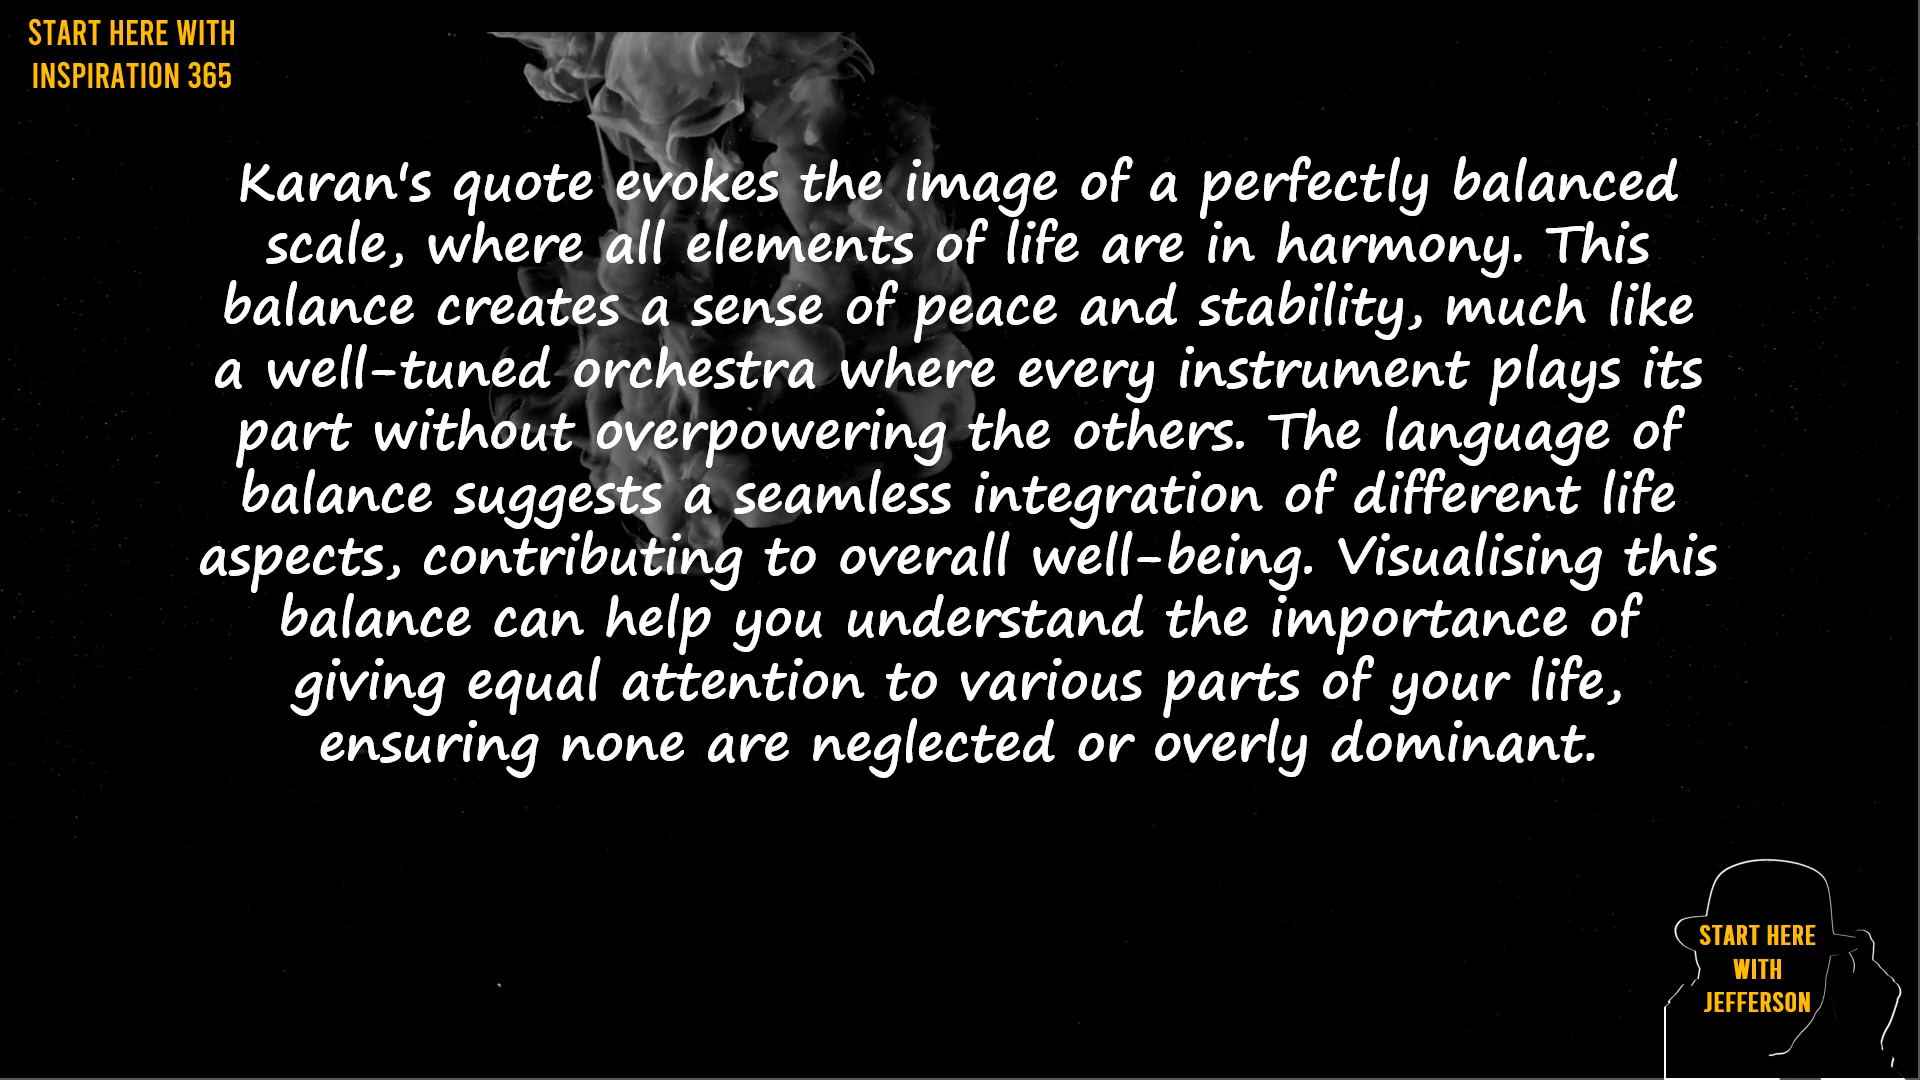 START HERE WITH
INSPIRATION 365
Karan's quote evokes the image of a perfectly balanced
scale, where all elements of life are in harmony. This
balance creates a sense of peace and stability, much like
a well-tuned orchestra where every instrument plays its
part without overpowering the others. The language of
balance suggests a seamless integration of different life
aspects, contributing to overall well-being. Visualising this
balance can help you understand the importance of
giving equal attention to various parts of your life,
ensuring none are neglected or overly dominant.
START HERE
WITH
JEFFERSON